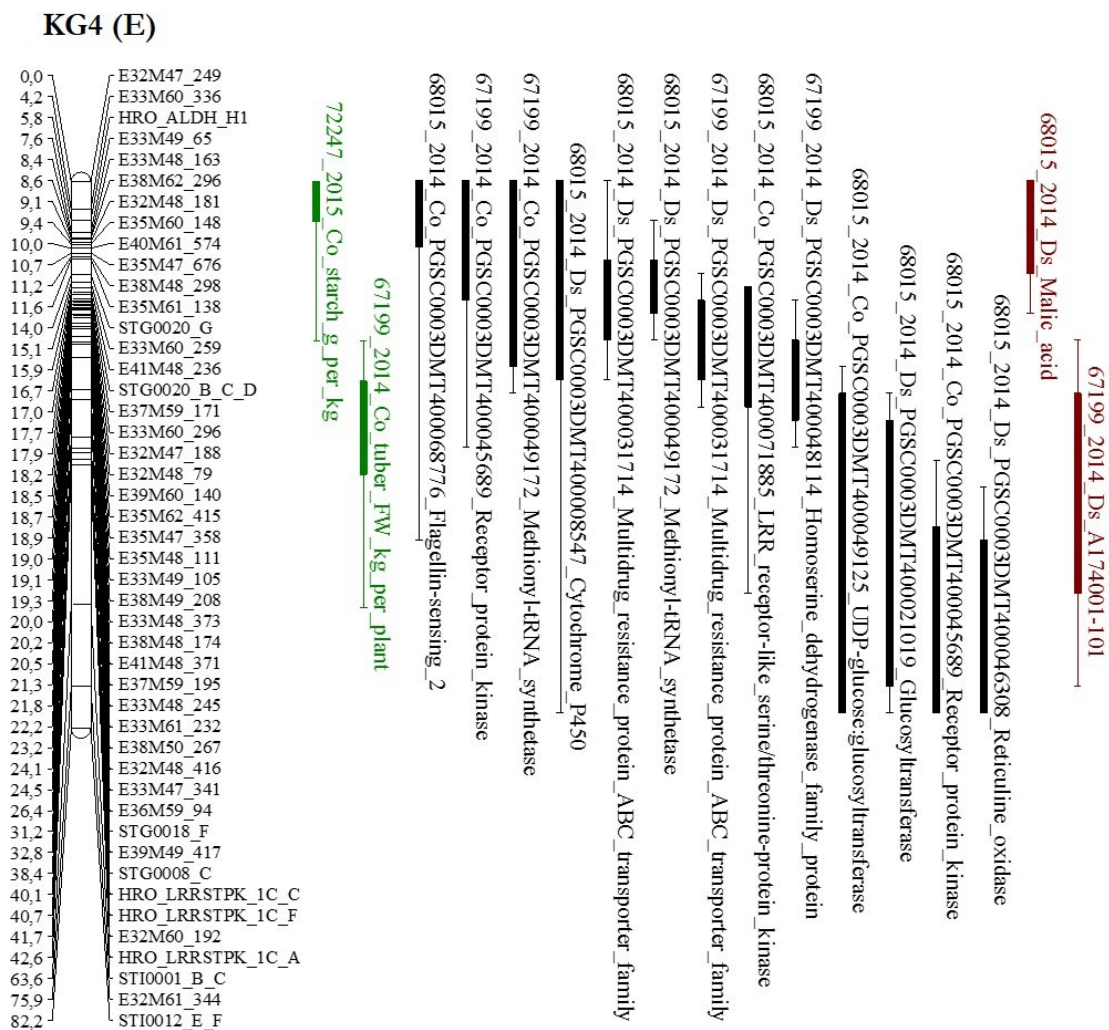 KG4 (E)
0,0 E32M47_249
4,2 E33M60_336
5,8 HRO_ALDH_H1
7,6 E33M49_65
8,4 E33M48_163
8,6 E38M62_296
9,1 E32M48_181
9,4 E35M60_148
10,0 E40M61_574
10,7 E35M47_676
11,2 E38M48_298
11,6 E35M61_138
14,0 STG0020_G
15,1 E33M60_259
15,9 E41M48_236
16,7 STG0020_B_C_D
17,0 E37M59_171
17,7 E33M60_296
17,9 E32M47_188
18,2 E32M48_79
18,5 E39M60_140
18,7 E35M62_415
18,9 E35M47_358
19,0 E35M48_111
19,1 E33M49_105
19,3 E38M49_208
20,0 E33M48_373
20,2 E38M48_174
20,5 E41M48_371
21,3 E37M59_195
21,8 E33M48_245
22,2 E33M61_232
23,2 E38M50_267
24,1 E32M48_416
24,5 E33M47_341
26,4 E36M59_94
31,2 STG0018_F
32,8 E39M49_417
38,4 STG0008_C
40,1 HRO_LRRSTPK_1C_C
40,7 HRO_LRRSTPK_1C_F
41,7 E32M60_192
42,6 HRO_LRRSTPK_1C_A
63,6 STI0001_B_C
75,9 E32M61_344
82,2 STI0012_E_F
72247_2015_Co_starch_g_per_kg
67199_2014_Co_tuber_FW_kg_per_plant
68015_2014_Co_PGSC0003DMT400068776_Flagellin-sensing_2
67199_2014_Co_PGSC0003DMT400045689_Receptor_protein_kinase
67199_2014_Co_PGSC0003DMT400049172_Methionyl-tRNA_synthetase
68015_2014_Ds_PGSC0003DMT400008547_Cytochrome_P450
68015_2014_Ds_PGSC0003DMT400031714_Multidrug_resistance_protein_ABC_transporter_family
68015_2014_Ds_PGSC0003DMT400049172_Methionyl-tRNA_synthetase
67199_2014_Ds_PGSC0003DMT400031714_Multidrug_resistance_protein_ABC_transporter_family
68015_2014_Co_PGSC0003DMT400071885_LRR_receptor-like_serine/threonine-protein_kinase
67199_2014_Ds_PGSC0003DMT400048114_Homoserine_dehydrogenase_family_protein
68015_2014_Co_PGSC0003DMT400049125_UDP-glucose:glucosyltransferase
68015_2014_Ds_PGSC0003DMT400021019_Glucosyltransferase
68015_2014_Co_PGSC0003DMT400045689_Receptor_protein_kinase
68015_2014_Ds_PGSC0003DMT400046308_Reticuline_oxidase
68015_2014_Ds_Malic_acid
67199_2014_Ds_A174001-101